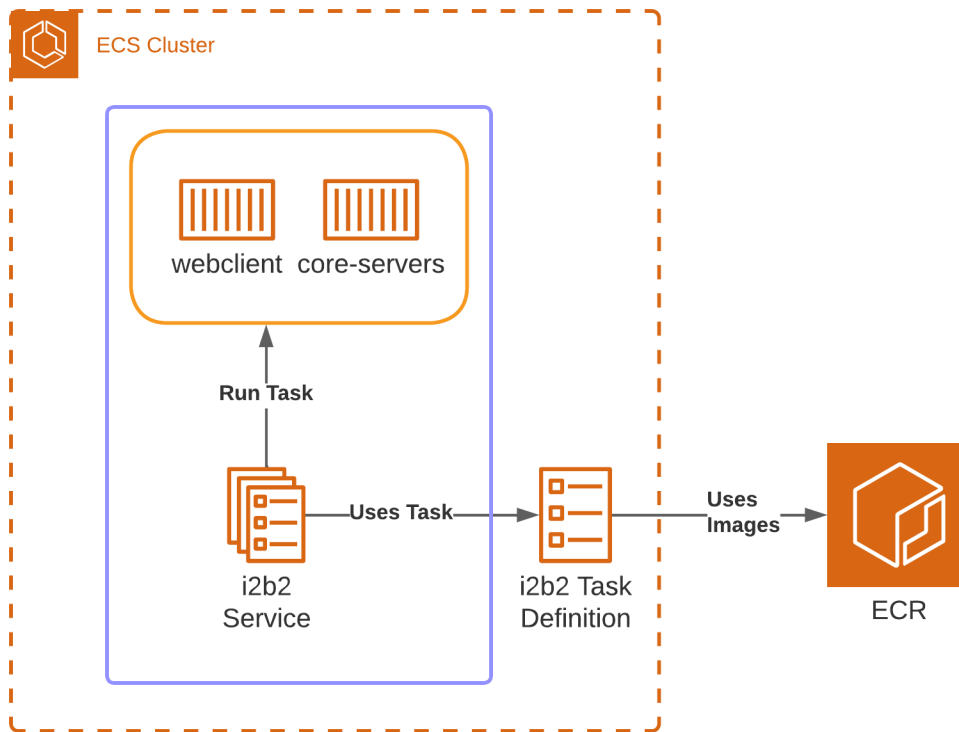 ECS Cluster
webclient
core-servers
Run Task
Uses Task
Uses
Images
i2b2
Service
i2b2 Task
Definition
ECR